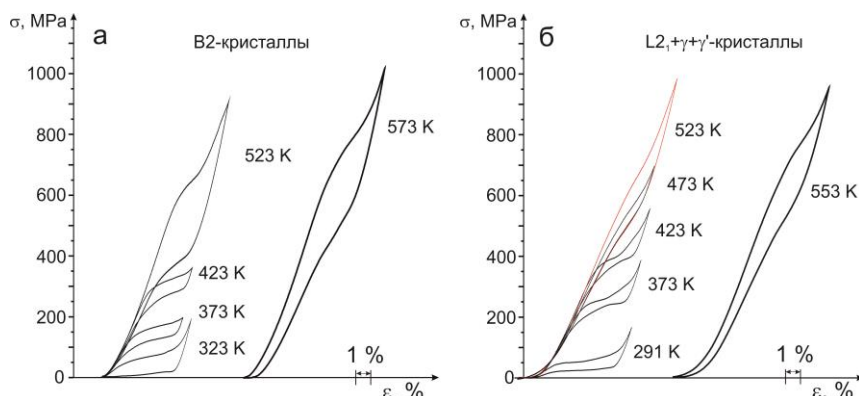 σ, MPa
а
В2-кристаллы
1000
800
600
400
200
0
523 K
573 K
423 K
373 K
323 K
1 %
ε, %
σ, MPa
б
L2₁+γ+γ'-кристаллы
1000
800
600
400
200
0
523 K
473 K
423 K
373 K
291 K
553 K
1 %
ε, %